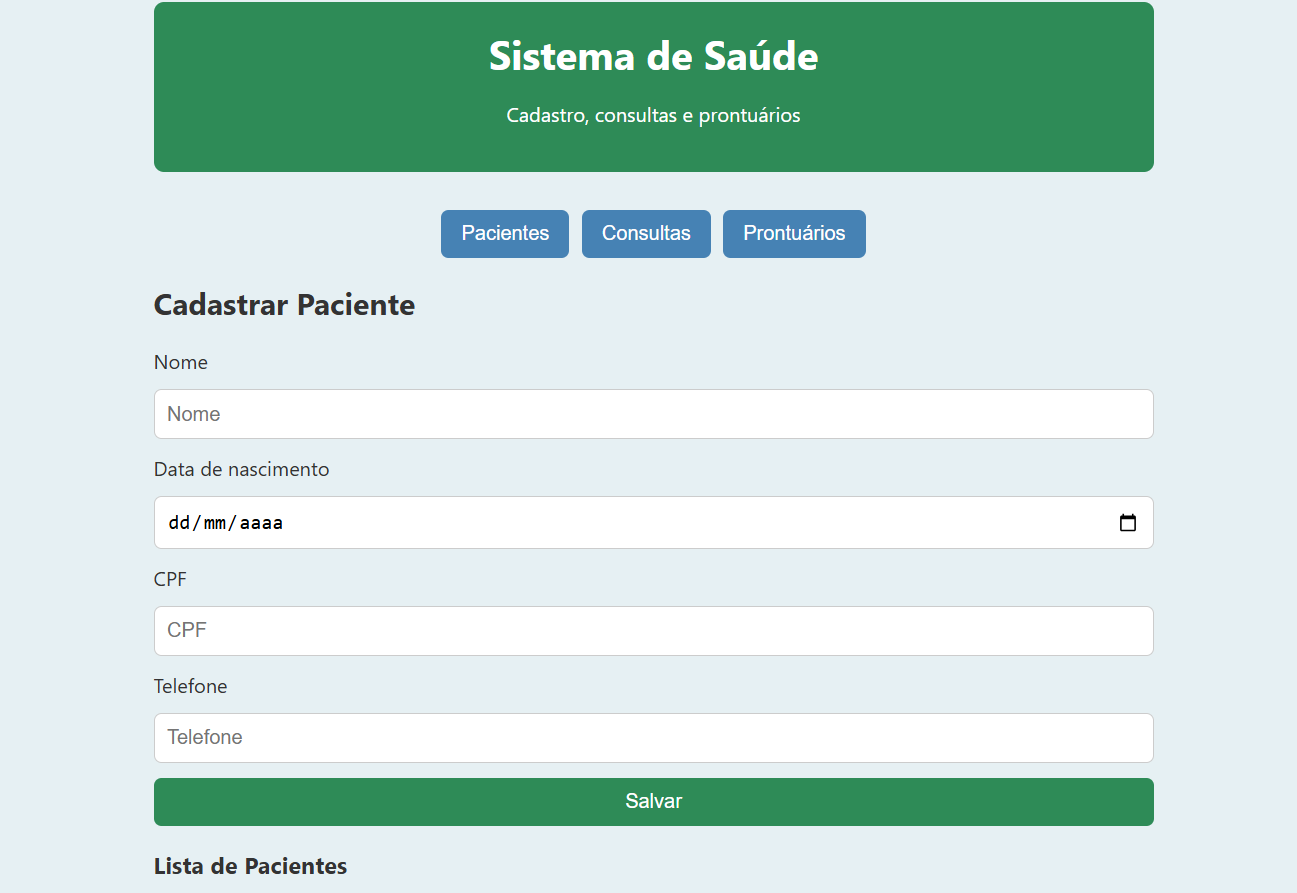 Sistema de Saúde
Cadastro, consultas e prontuários
Pacientes Consultas Prontuários
Cadastrar Paciente
Nome
Nome
Data de nascimento
dd/mm/aaaa
CPF
CPF
Telefone
Telefone
Salvar
Lista de Pacientes